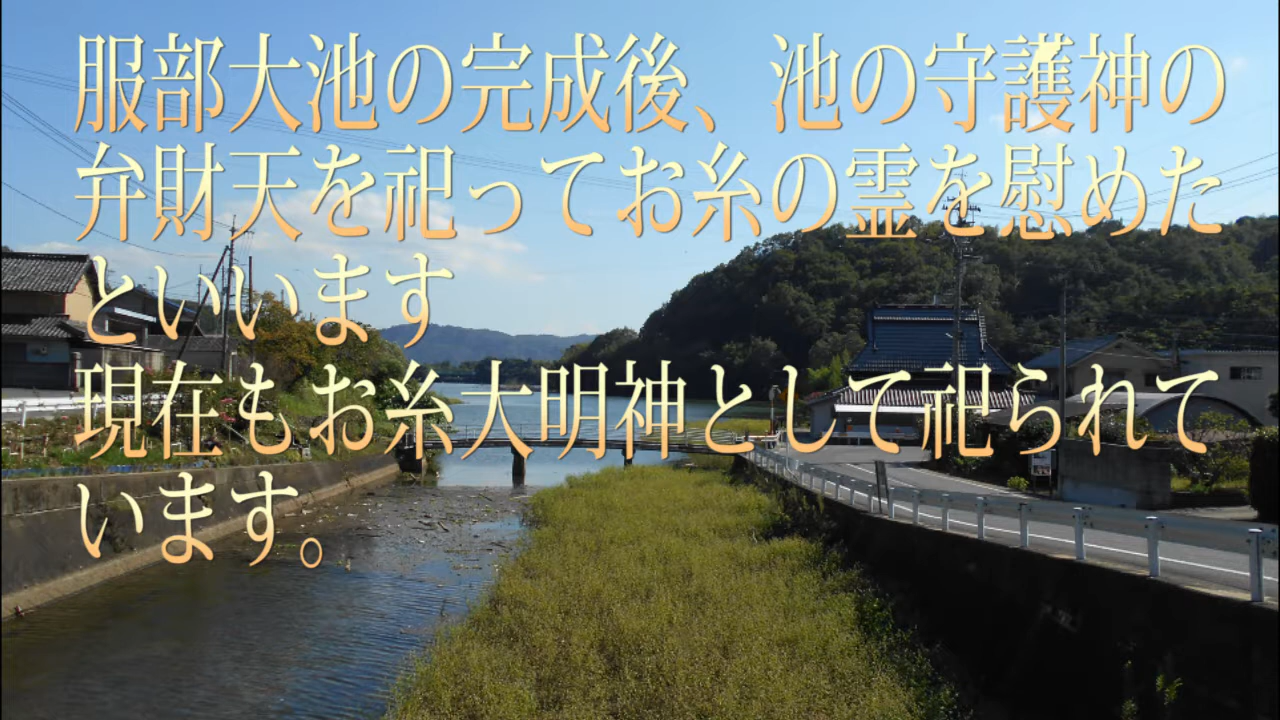 服部大池の完成後、池の守護神の
弁財天を祀ってお糸の霊を慰めた
といいます
現在もお糸大明神として祀られて
います。